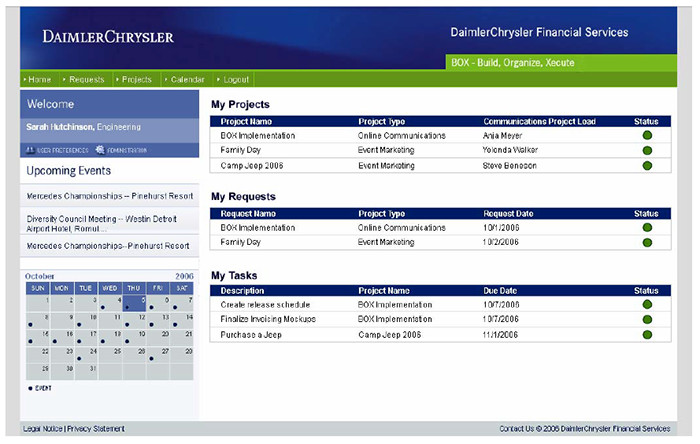 DAIMLERCHRYSLER
DaimlerChrysler Financial Services
BOX - Build, Organize, Xecute
Home Requests Projects Calendar Logout
Welcome
Sarah Hutchinson, Engineering
USER PREFERENCES ADMINISTRATION
Upcoming Events
Mercedes Championships -- Pinehurst Resort
Diversity Council Meeting -- Westin Detroit
Airport Hotel, Romul...
Mercedes Championships--Pinehurst Resort
October 2006
SUN MON TUE WED THU FRI SAT
1 2 3 4 5 6 7
8 9 10 11 12 13 14
15 16 17 18 19 20 21
22 23 24 25 26 27 28
29 30 31
EVENT
My Projects
Project Name Project Type Communications Project Lead Status
BOX Implementation Online Communications Anja Meyer
Family Day Event Marketing Yolonda Walker
Camp Jeep 2006 Event Marketing Steve Beneson
My Requests
Request Name Project Type Request Date Status
BOX Implementation Online Communications 10/1/2006
Family Day Event Marketing 10/2/2006
My Tasks
Description Project Name Due Date Status
Create release schedule BOX Implementation 10/7/2006
Finalize Invoicing Mockups BOX Implementation 10/7/2006
Purchase a Jeep Camp Jeep 2006 11/1/2006
Legal Notice | Privacy Statement
Contact Us © 2006 DaimlerChrysler Financial Services